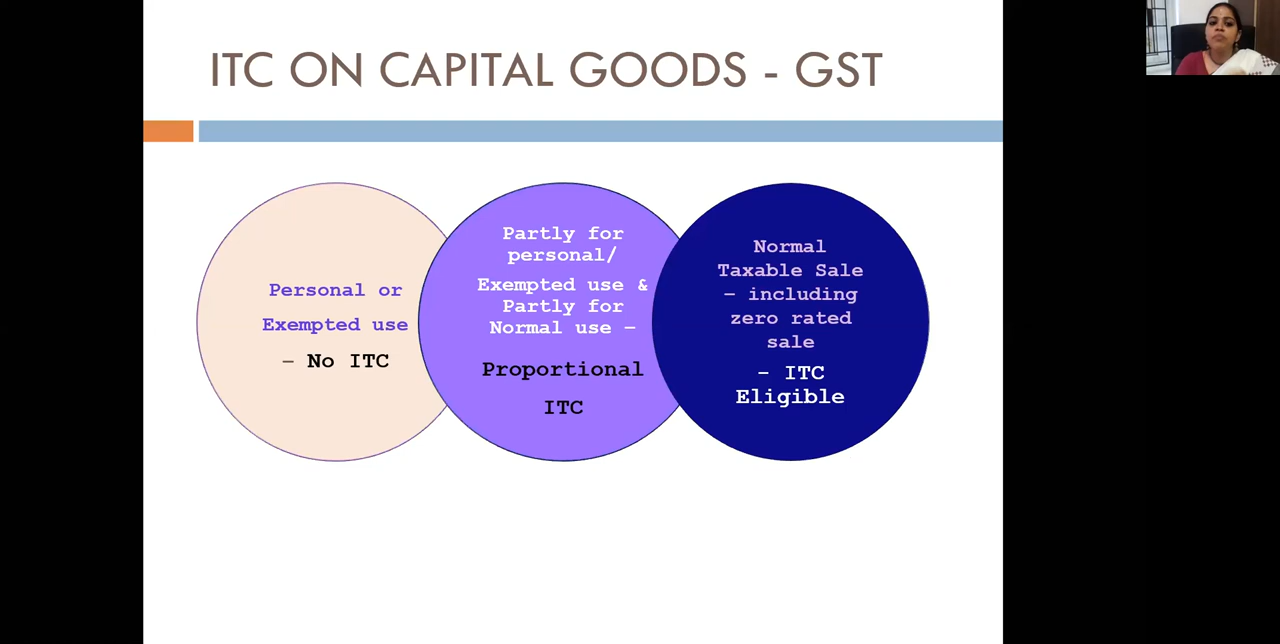 ITC ON CAPITAL GOODS - GST
Personal or
Exempted use
– No ITC
Partly for
personal/
Exempted use &
Partly for
Normal use –
Proportional
ITC
Normal
Taxable Sale
– including
zero rated
sale
– ITC
Eligible